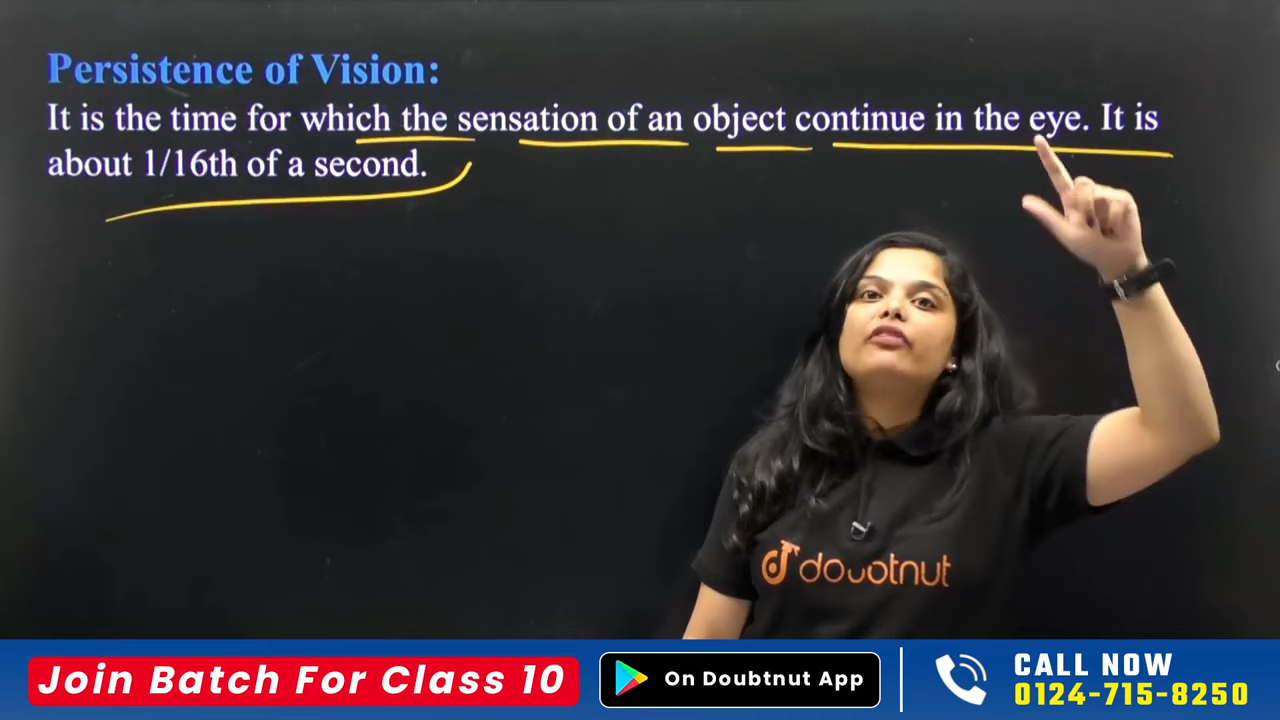 Persistence of Vision:
It is the time for which the sensation of an object continue in the eye. It is
about 1/16th of a second.
doubtnut
Join Batch For Class 10
On Doubtnut App
CALL NOW
0124-715-8250